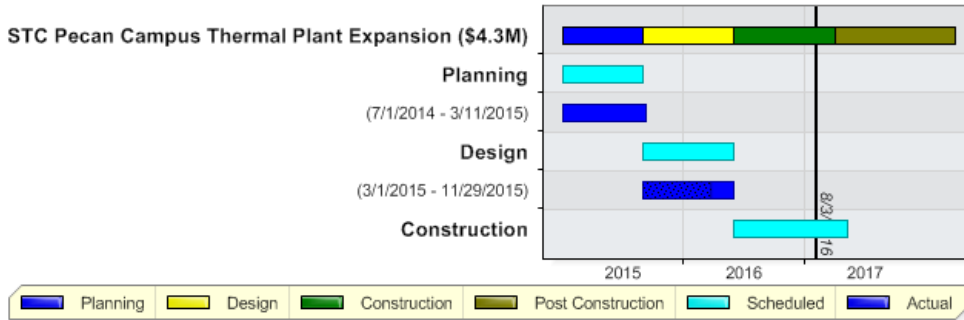 STC Pecan Campus Thermal Plant Expansion ($4.3M)
Planning
(7/1/2014 - 3/11/2015)
Design
(3/1/2015 - 11/29/2015)
Construction
8/3/ 16
2015 2016 2017
Planning Design Construction Post Construction Scheduled Actual